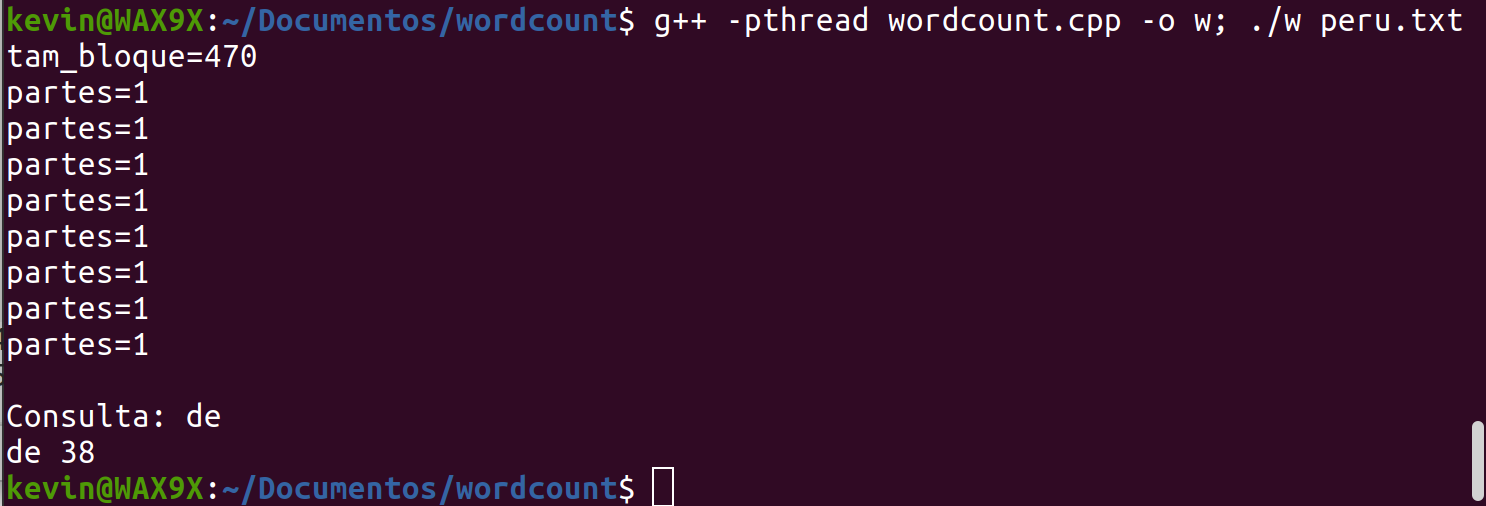 kevin@WAX9X:~/Documentos/wordcount$ g++ -pthread wordcount.cpp -o w; ./w peru.txt
tam_bloque=470
partes=1
partes=1
partes=1
partes=1
partes=1
partes=1
partes=1
partes=1
Consulta: de
de 38
kevin@WAX9X:~/Documentos/wordcount$